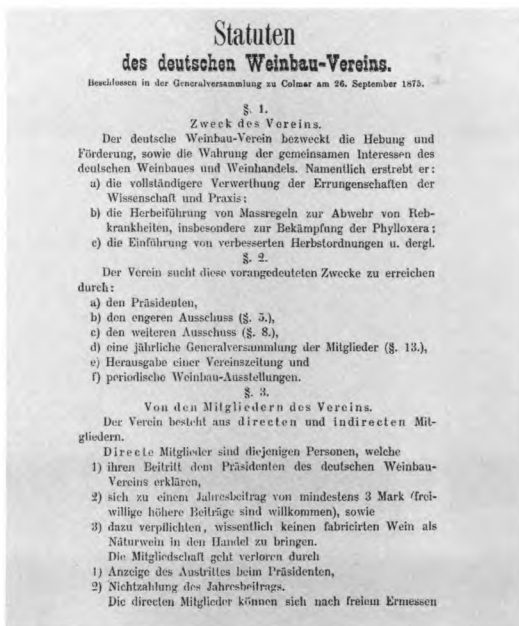 Statuten
des deutschen Weinbau-Vereins.
Beschlossen in der Generalversammlung zu Colmar am 26. September 1875.
§. 1.
Zweck des Vereins.
Der deutsche Weinbau-Verein bezweckt die Hebung und
Förderung, sowie die Wahrung der gemeinsamen Interessen des
deutschen Weinbaues und Weinhandels. Namentlich erstrebt er:
a) die vollständigere Verwerthung der Errungenschaften der
Wissenschaft und Praxis;
b) die Herbeiführung von Massregeln zur Abwehr von Reb-
krankheiten, insbesondere zur Bekämpfung der Phylloxera;
c) die Einführung von verbesserten Herbstordnungen u. dergl.
§. 2.
Der Verein sucht diese vorangedeuteten Zwecke zu erreichen
durch:
a) den Präsidenten,
b) den engeren Ausschuss (§. 5.),
c) den weiteren Ausschuss (§. 8.),
d) eine jährliche Generalversammlung der Mitglieder (§. 13.),
e) Herausgabe einer Vereinszeitung und
f) periodische Weinbau-Ausstellungen.
§. 3.
Von den Mitgliedern des Vereins.
Der Verein besteht aus directen und indirecten Mit-
gliedern.
Directe Mitglieder sind diejenigen Personen, welche
1) ihren Beitritt dem Präsidenten des deutschen Weinbau-
Vereins erklären,
2) sich zu einem Jahresbeitrag von mindestens 3 Mark (frei-
willige höhere Beiträge sind willkommen), sowie
3) dazu verpflichten, wissentlich keinen fabricirten Wein als
Naturwein in den Handel zu bringen.
Die Mitgliedschaft geht verloren durch
1) Anzeige des Austrittes beim Präsidenten,
2) Nichtzahlung des Jahresbeitrags.
Die directen Mitglieder können sich nach freiem Ermessen